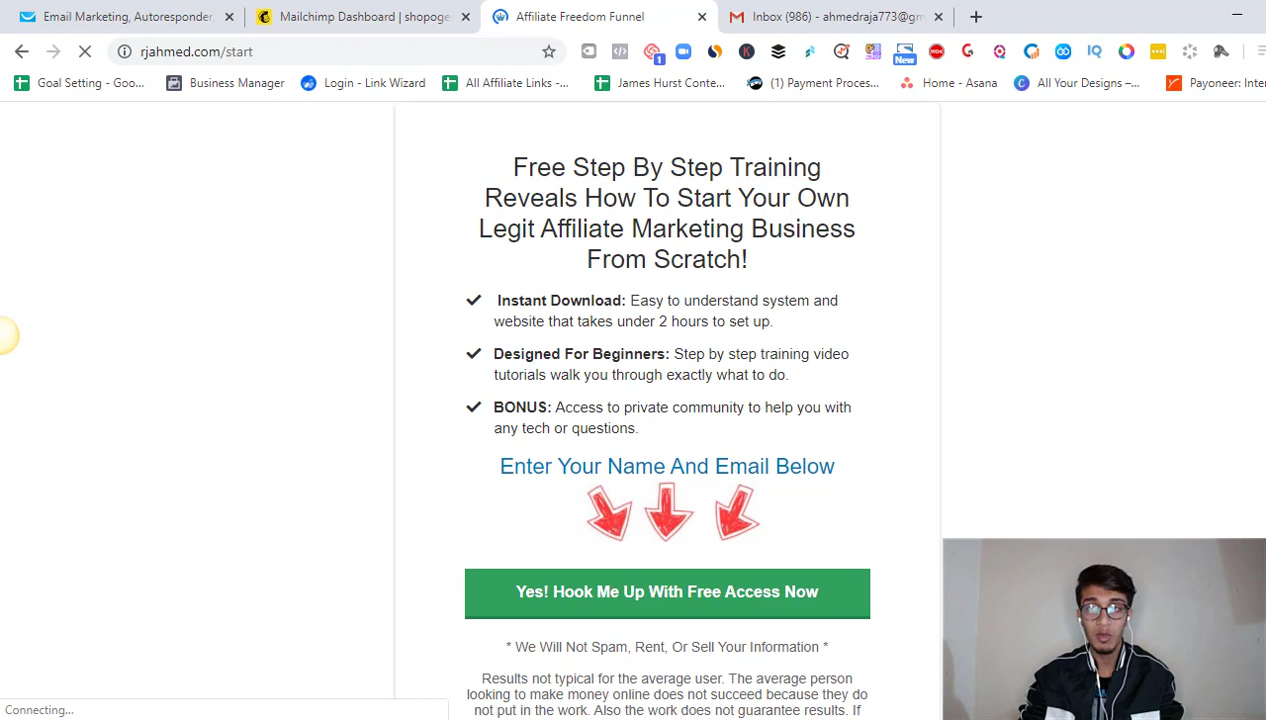 Email Marketing, Autoresponder,
Mailchimp Dashboard | shopoge
Affiliate Freedom Funnel
Inbox (986) - ahmedraja773@gm
rjahmed.com/start
1
New
Goal Setting - Goo...
Business Manager
Login - Link Wizard
All Affiliate Links -...
James Hurst Conte...
(1) Payment Proces...
Home - Asana
All Your Designs –...
Payoneer: Inter
Free Step By Step Training
Reveals How To Start Your Own
Legit Affiliate Marketing Business
From Scratch!
Instant Download: Easy to understand system and
website that takes under 2 hours to set up.
Designed For Beginners: Step by step training video
tutorials walk you through exactly what to do.
BONUS: Access to private community to help you with
any tech or questions.
Enter Your Name And Email Below
Yes! Hook Me Up With Free Access Now
* We Will Not Spam, Rent, Or Sell Your Information *
Results not typical for the average user. The average person
looking to make money online does not succeed because they do
not put in the work. Also the work does not guarantee results. If
Connecting...